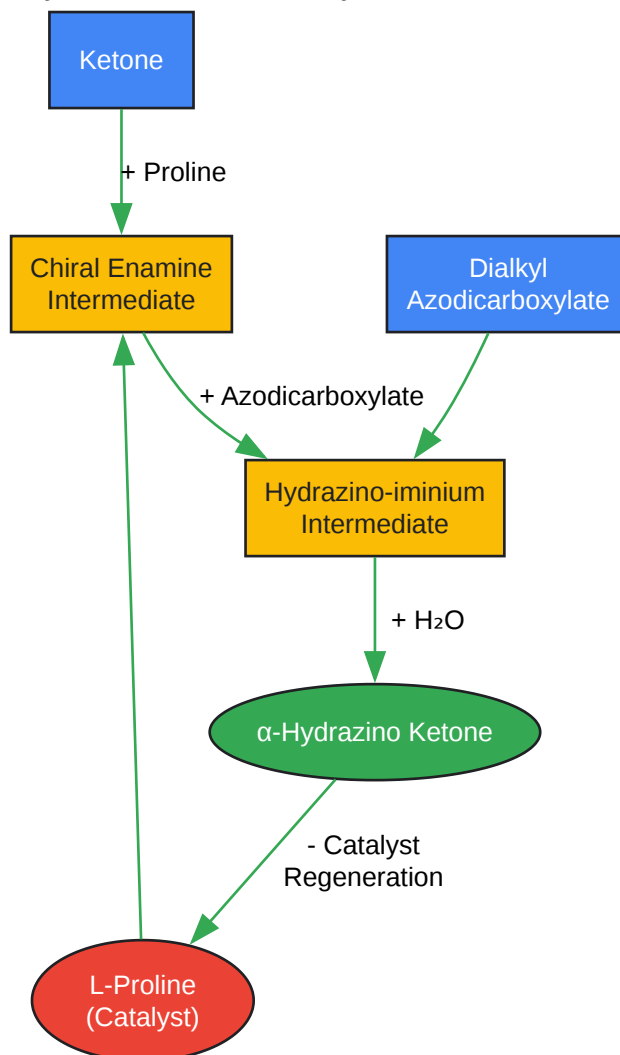 Ketone
+ Proline
Chiral Enamine
Intermediate
Dialkyl
Azodicarboxylate
+ Azodicarboxylate
Hydrazino-iminium
Intermediate
+ H₂O
α-Hydrazino Ketone
- Catalyst
Regeneration
L-Proline
(Catalyst)